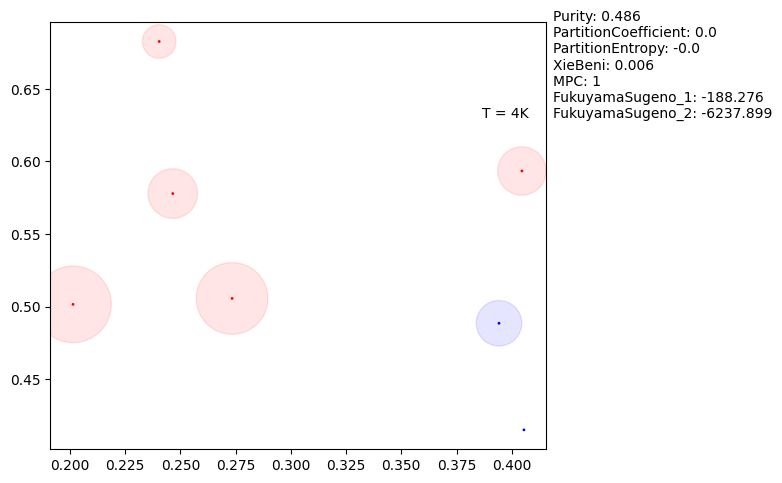 Purity: 0.486
PartitionCoefficient: 0.0
PartitionEntropy: -0.0
XieBeni: 0.006
MPC: 1
FukuyamaSugeno_1: -188.276
FukuyamaSugeno_2: -6237.899
T = 4K
0.65
0.60
0.55
0.50
0.45
0.200 0.225 0.250 0.275 0.300 0.325 0.350 0.375 0.400